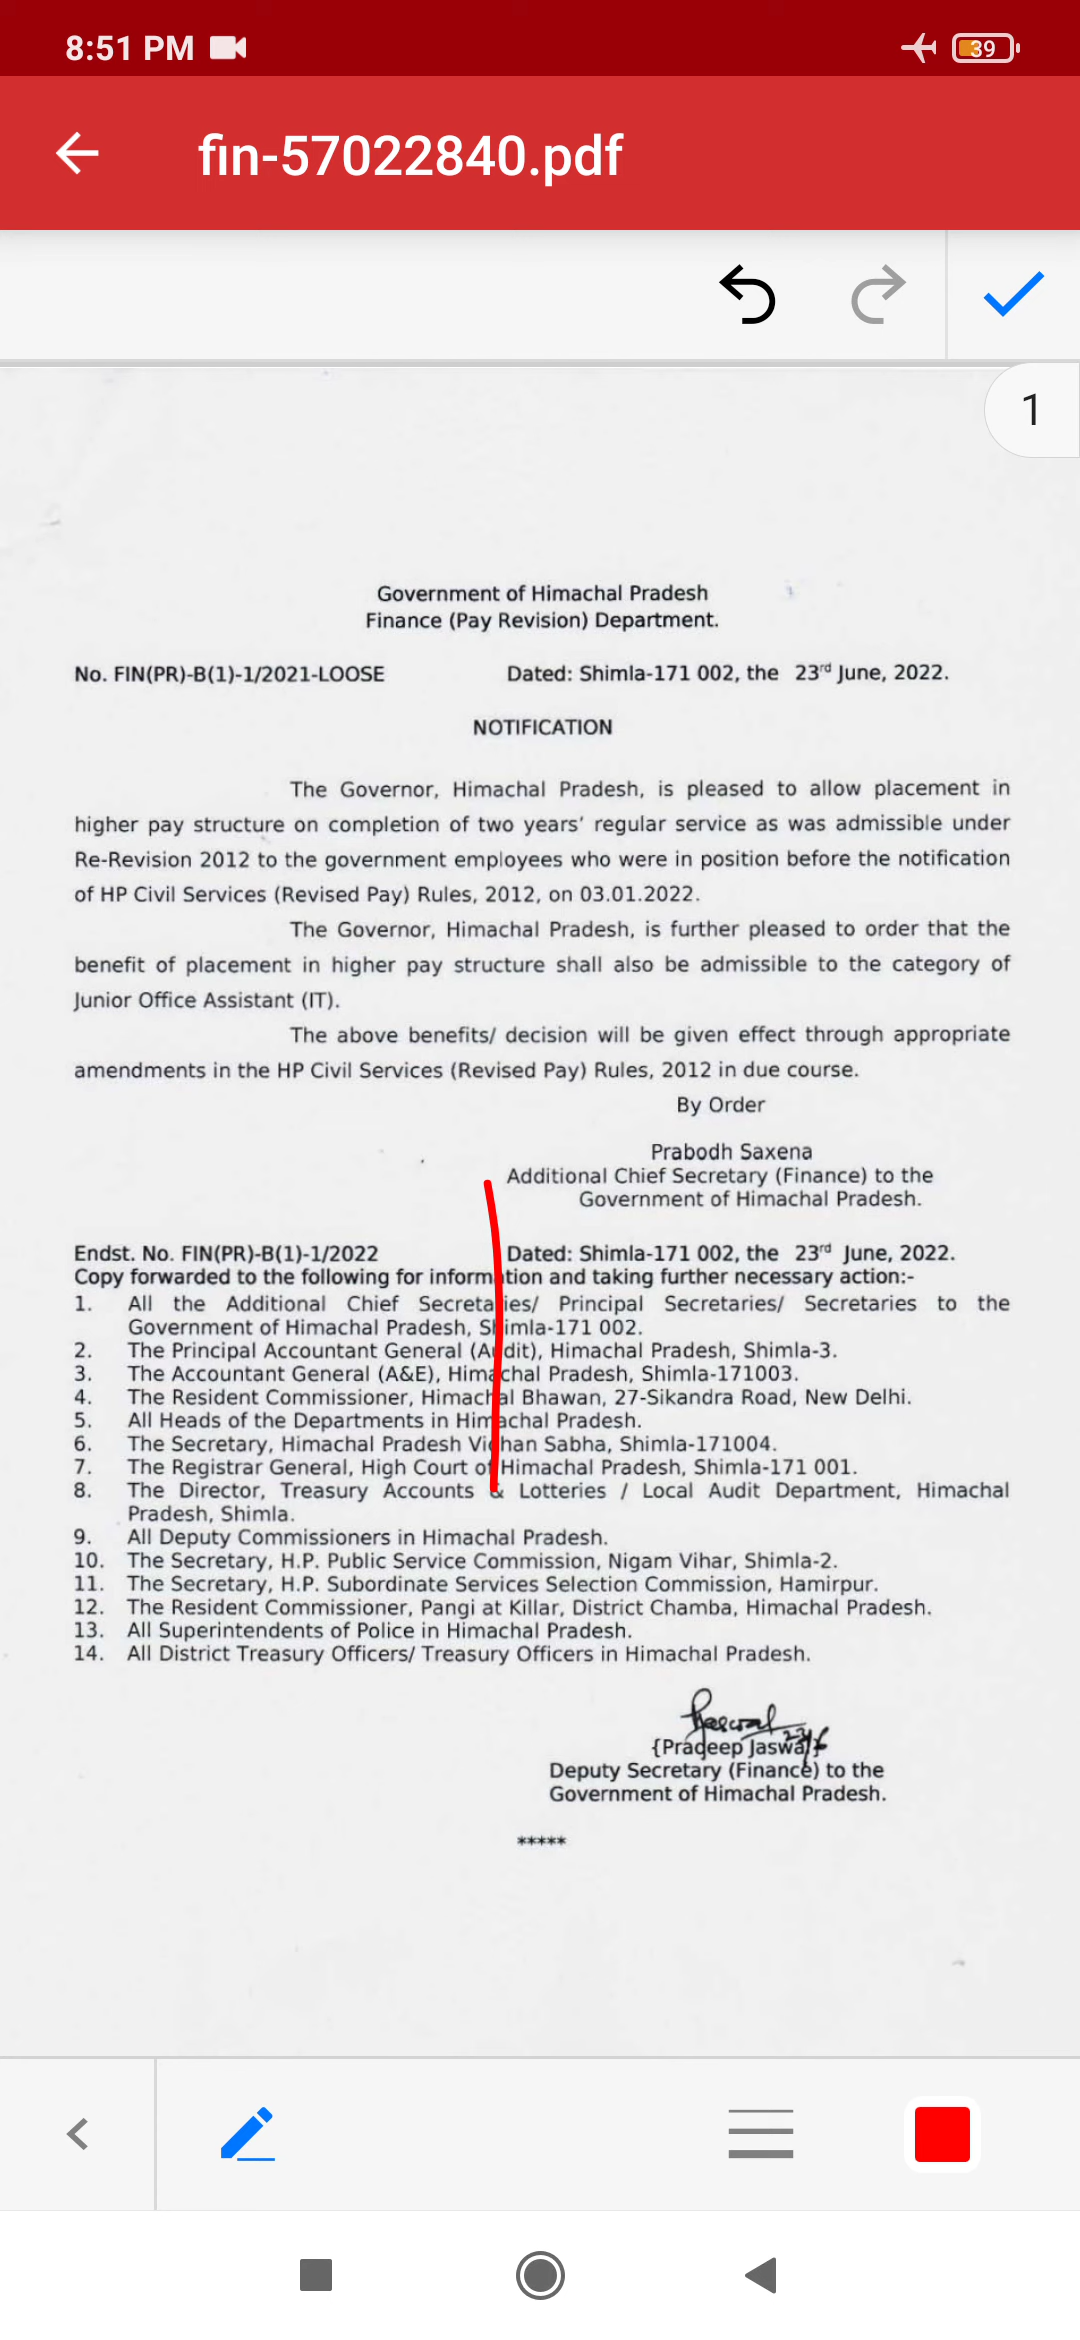 8:51 PM
39
fin-57022840.pdf
1
Government of Himachal Pradesh
Finance (Pay Revision) Department.
No. FIN(PR)-B(1)-1/2021-LOOSE Dated: Shimla-171 002, the 23rd June, 2022.
NOTIFICATION
The Governor, Himachal Pradesh, is pleased to allow placement in
higher pay structure on completion of two years' regular service as was admissible under
Re-Revision 2012 to the government employees who were in position before the notification
of HP Civil Services (Revised Pay) Rules, 2012, on 03.01.2022.
The Governor, Himachal Pradesh, is further pleased to order that the
benefit of placement in higher pay structure shall also be admissible to the category of
Junior Office Assistant (IT).
The above benefits/ decision will be given effect through appropriate
amendments in the HP Civil Services (Revised Pay) Rules, 2012 in due course.
By Order
Prabodh Saxena
Additional Chief Secretary (Finance) to the
Government of Himachal Pradesh.
Endst. No. FIN(PR)-B(1)-1/2022 Dated: Shimla-171 002, the 23rd June, 2022.
Copy forwarded to the following for information and taking further necessary action:-
1. All the Additional Chief Secretaries/ Principal Secretaries/ Secretaries to the
Government of Himachal Pradesh, Shimla-171 002.
2. The Principal Accountant General (Audit), Himachal Pradesh, Shimla-3.
3. The Accountant General (A&E), Himachal Pradesh, Shimla-171003.
4. The Resident Commissioner, Himachal Bhawan, 27-Sikandra Road, New Delhi.
5. All Heads of the Departments in Himachal Pradesh.
6. The Secretary, Himachal Pradesh Vidhan Sabha, Shimla-171004.
7. The Registrar General, High Court of Himachal Pradesh, Shimla-171 001.
8. The Director, Treasury Accounts & Lotteries / Local Audit Department, Himachal
Pradesh, Shimla.
9. All Deputy Commissioners in Himachal Pradesh.
10. The Secretary, H.P. Public Service Commission, Nigam Vihar, Shimla-2.
11. The Secretary, H.P. Subordinate Services Selection Commission, Hamirpur.
12. The Resident Commissioner, Pangi at Killar, District Chamba, Himachal Pradesh.
13. All Superintendents of Police in Himachal Pradesh.
14. All District Treasury Officers/ Treasury Officers in Himachal Pradesh.
{Pradeep Jaswal}
Deputy Secretary (Finance) to the
Government of Himachal Pradesh.
*****